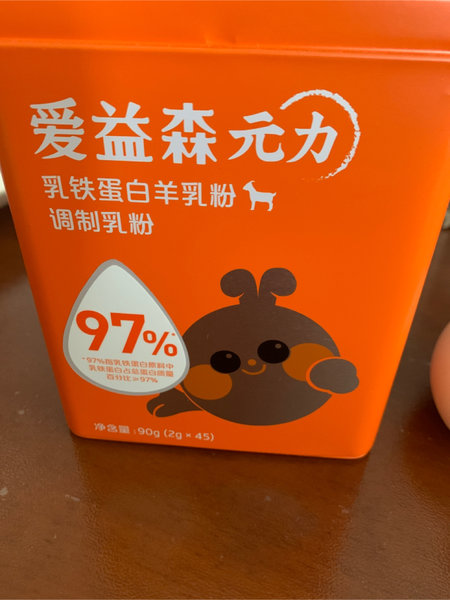 爱益森元力
乳铁蛋白羊乳粉
调制乳粉
97%*
*97%指乳铁蛋白原料中
乳铁蛋白占总蛋白质量
百分比≥97%
净含量:90g (2g×45)